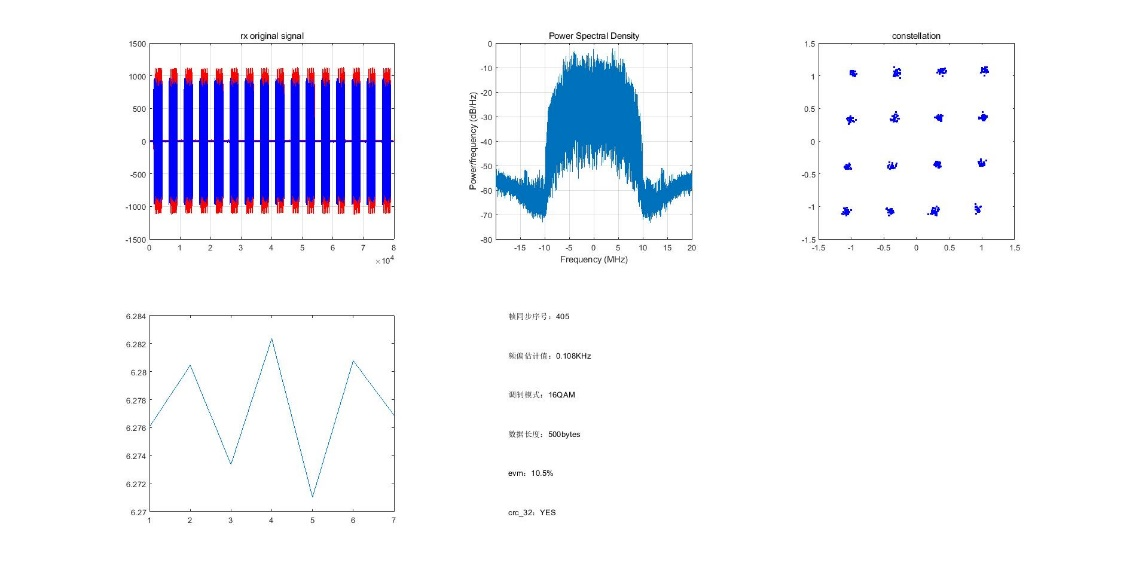 rx original signal
1500
1000
500
0
-500
-1000
-1500
0 1 2 3 4 5 6 7 8
×10⁴
Power Spectral Density
Power/frequency (dB/Hz)
0
-10
-20
-30
-40
-50
-60
-70
-80
-15 -10 -5 0 5 10 15 20
Frequency (MHz)
constellation
1.5
1
0.5
0
-0.5
-1
-1.5
-1.5 -1 -0.5 0 0.5 1 1.5
6.284
6.282
6.28
6.278
6.276
6.274
6.272
6.27
1 2 3 4 5 6 7
帧同步序号：405
频偏估计值：0.108KHz
调制模式：16QAM
数据长度：500bytes
evm：10.5%
crc_32：YES